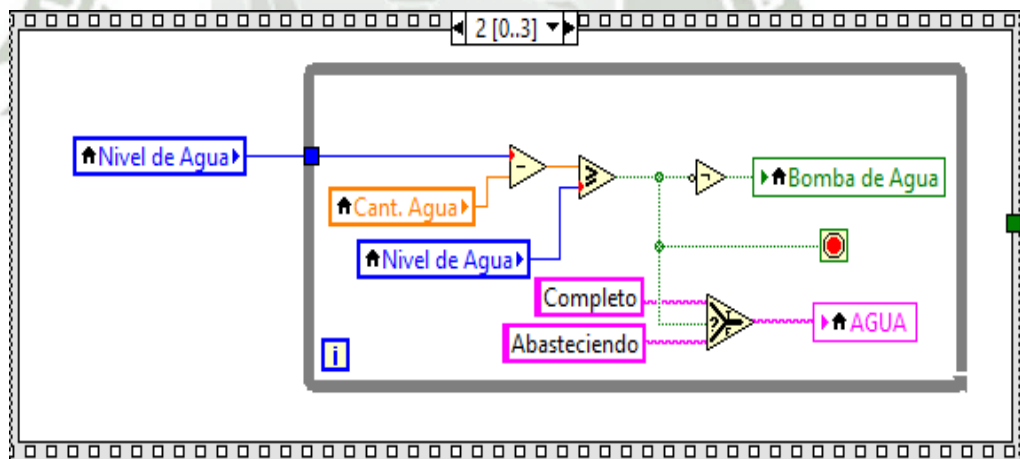 2 [0..3]
Nivel de Agua
Cant. Agua
Nivel de Agua
Bomba de Agua
Completo
Abasteciendo
AGUA
i